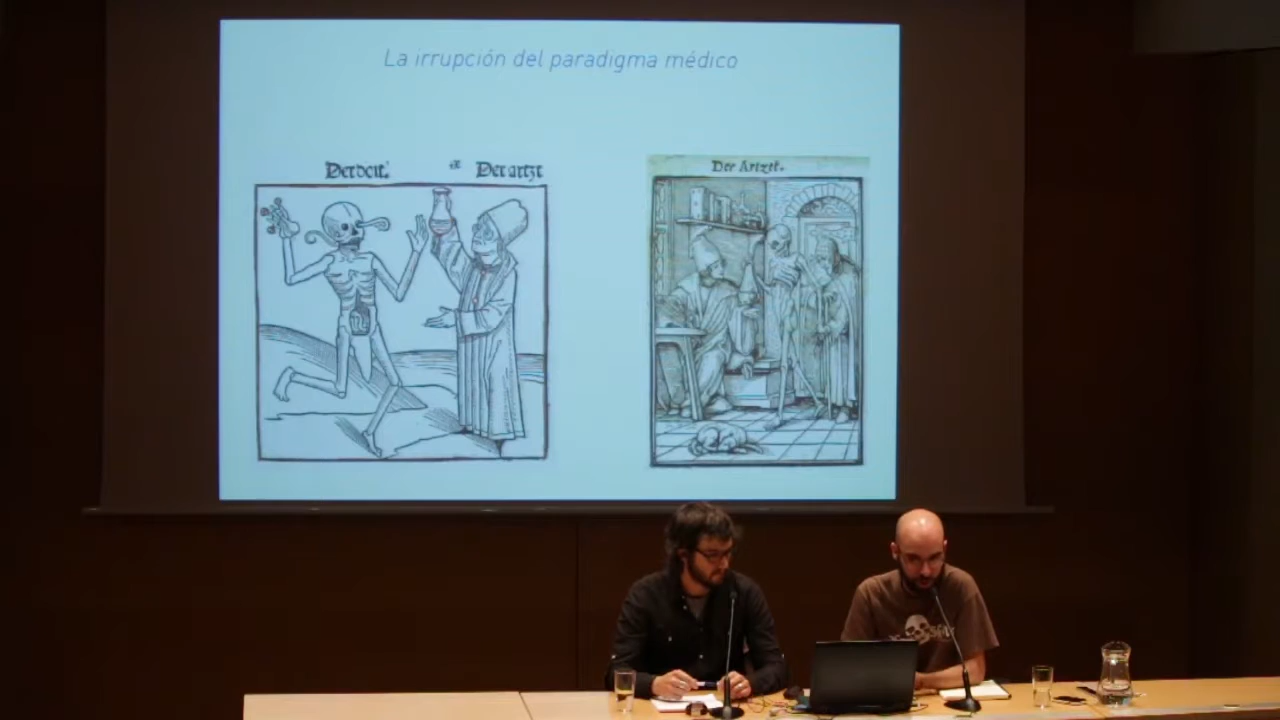 La irrupción del paradigma médico
Der doit.
Der artzt
Der Artzet.